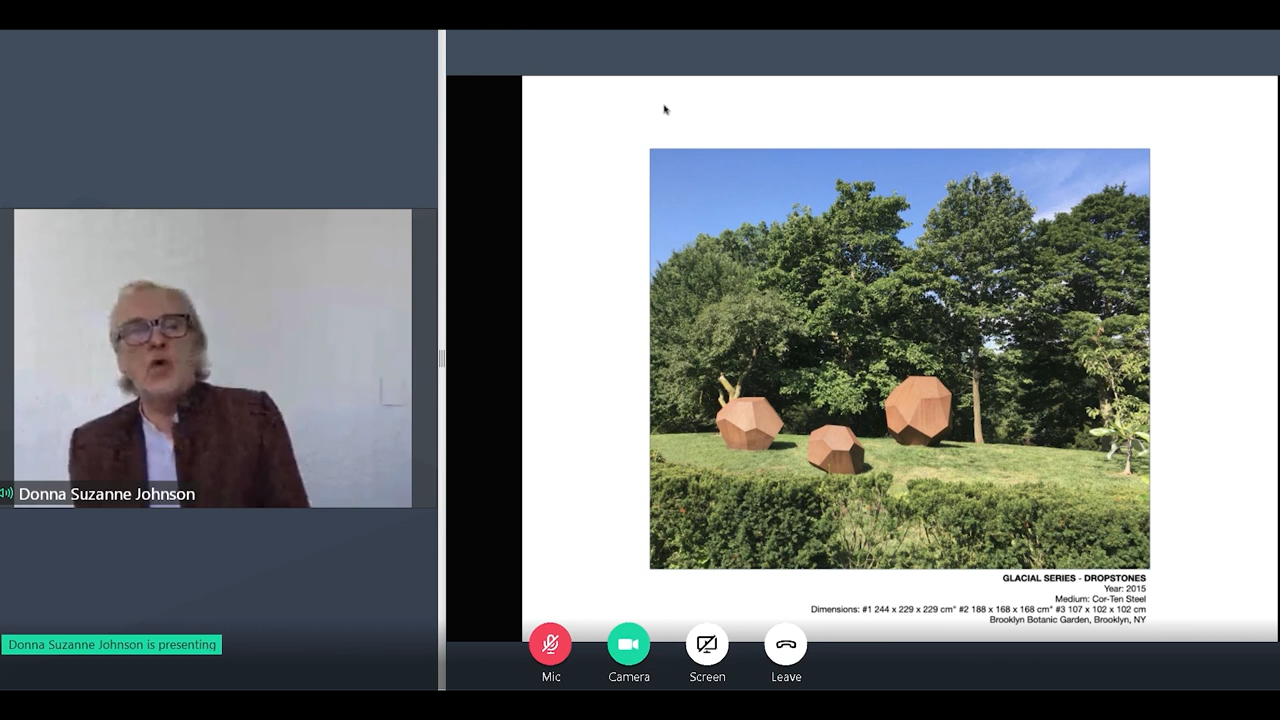 Donna Suzanne Johnson
Donna Suzanne Johnson is presenting
GLACIAL SERIES - DROPSTONES
Year: 2015
Medium: Cor-Ten Steel
Dimensions: #1 244 x 229 x 229 cm" #2 188 x 168 x 168 cm" #3 107 x 102 x 102 cm
Brooklyn Botanic Garden, Brooklyn, NY
Mic
Camera
Screen
Leave